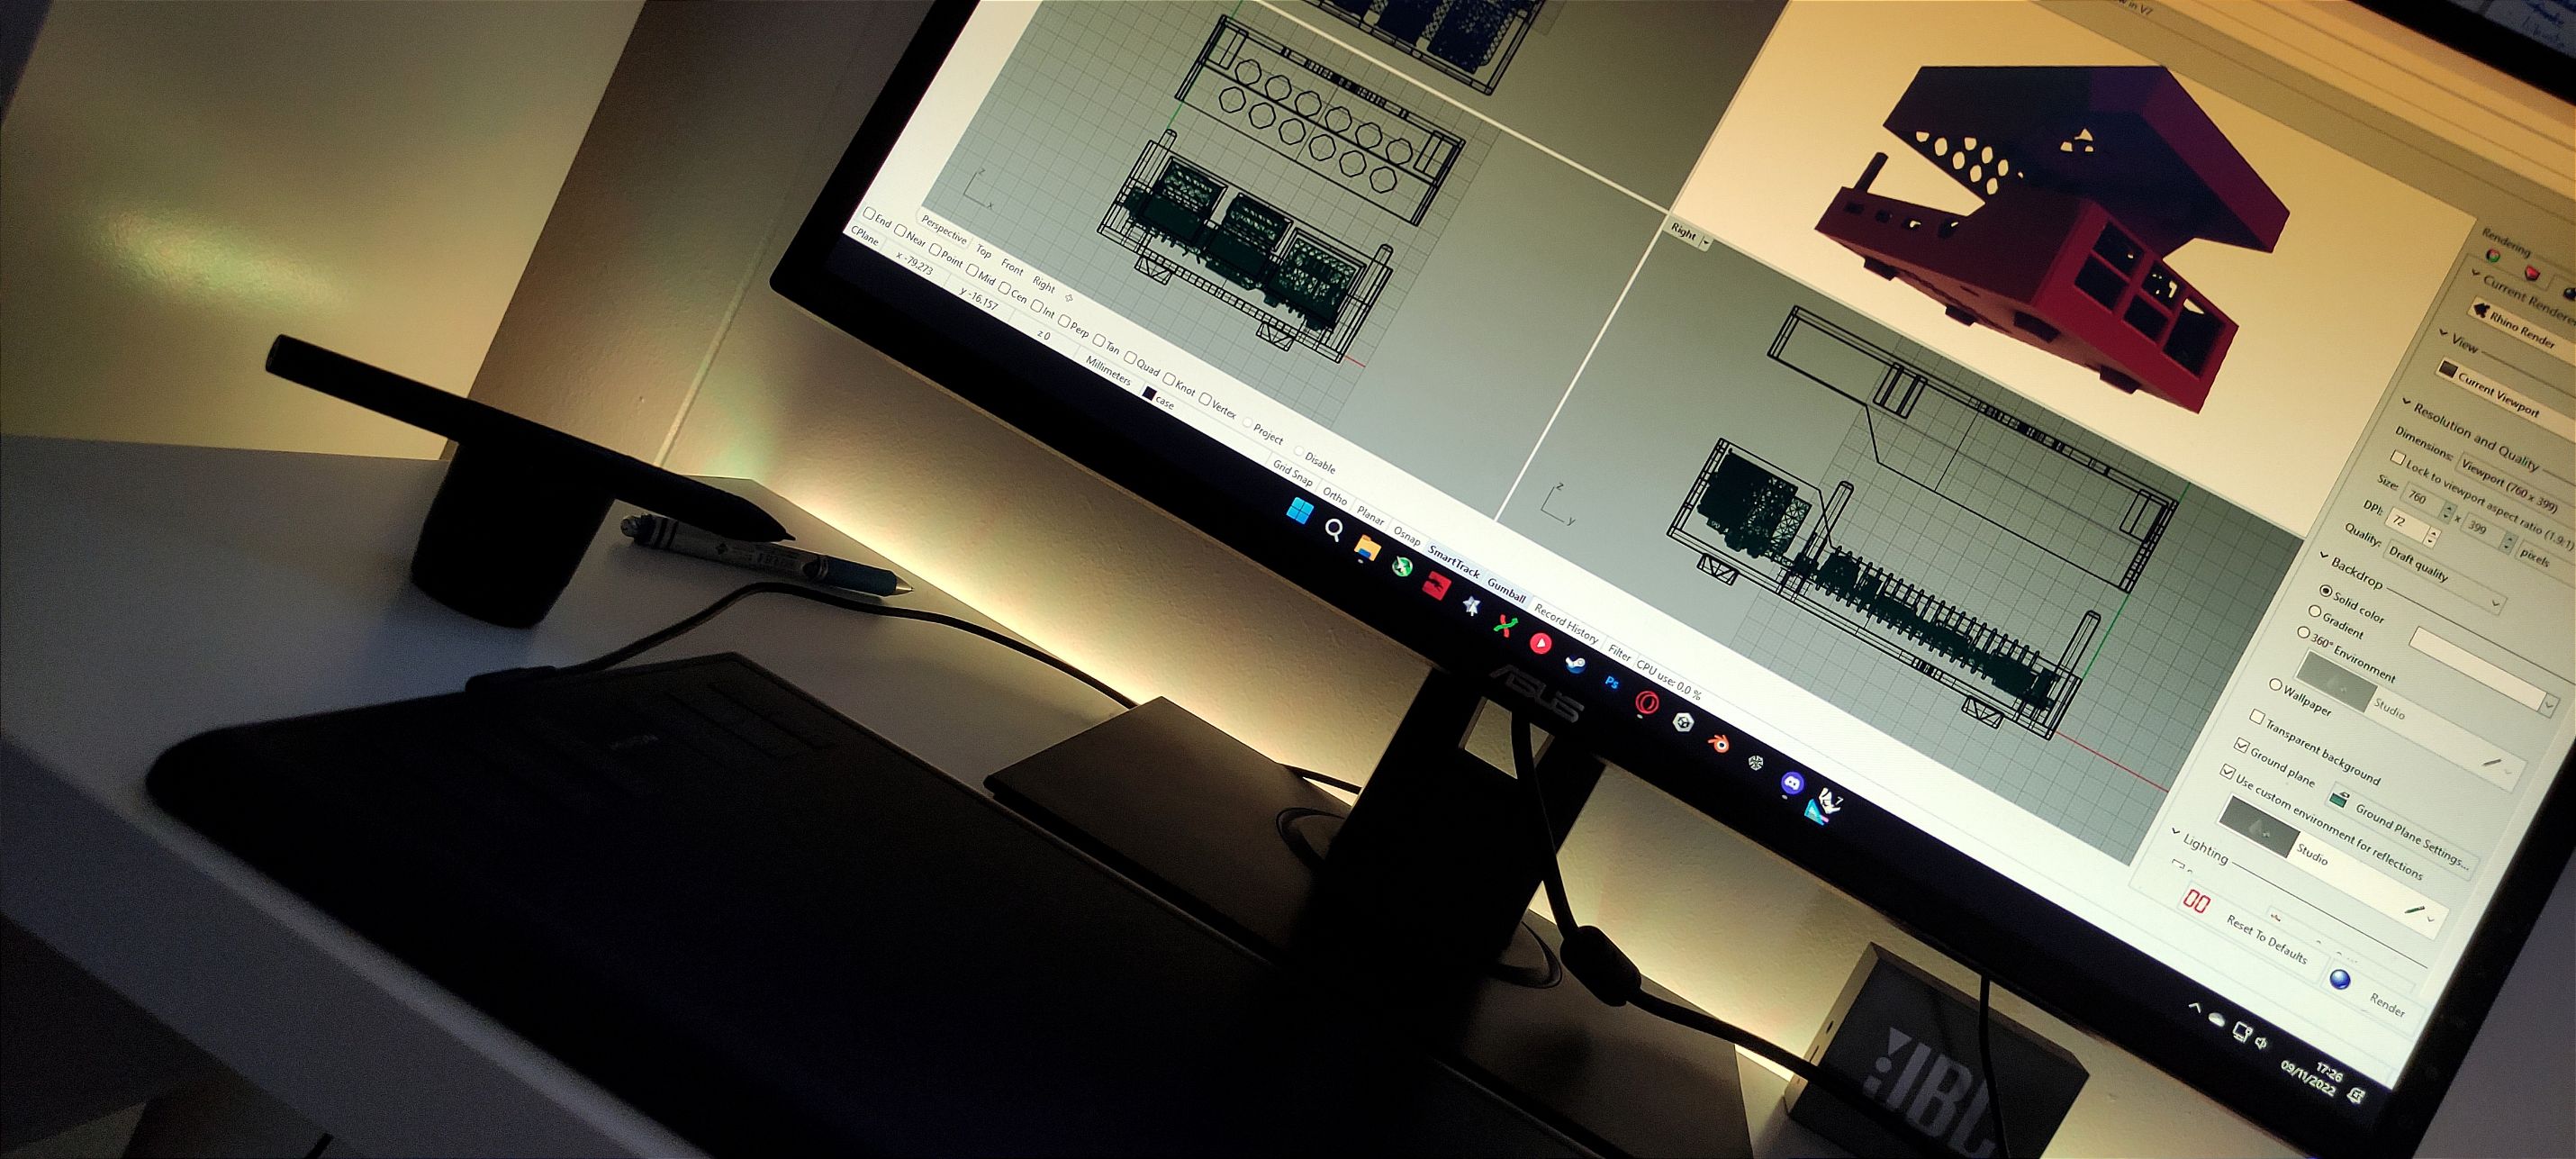 w in V7
Right
Perspective Top Front Right
End Near Point Mid Cen Int Perp Tan Quad Knot Vertex Project Disable
CPlane x -79.273 y -16.157 z 0 Millimeters case Grid Snap Ortho Planar Osnap SmartTrack Gumball Record History Filter CPU use: 0.0 %
z
x
z
y
Rendering
Current Renderer
Rhino Render
View
Current Viewport
Resolution and Quality
Dimensions: Viewport (760 x 399)
Lock to viewport aspect ratio (1.9:1)
Size: 760 x 399 pixels
DPI: 72
Quality: Draft quality
Backdrop
Solid color
Gradient
360° Environment
Studio
Wallpaper
Transparent background
Ground plane Ground Plane Settings...
Use custom environment for reflections
Studio
Lighting
Reset To Defaults Render
Ps
7
17:26
09/11/2022
ASUS
JBL